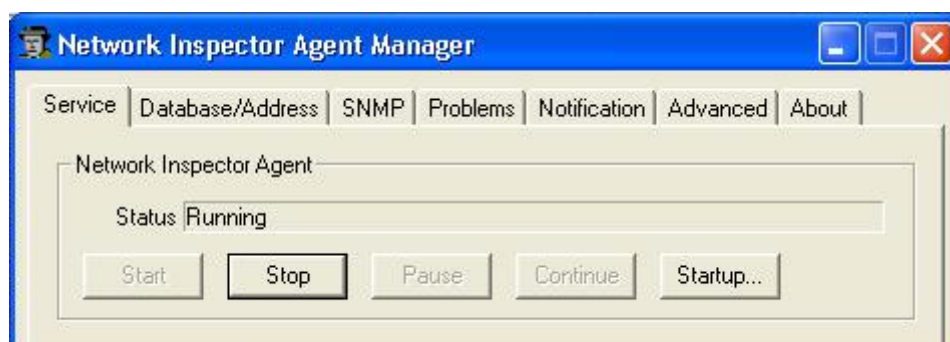 Network Inspector Agent Manager
Service Database/Address SNMP Problems Notification Advanced About
Network Inspector Agent
Status Running
Start Stop Pause Continue Startup...